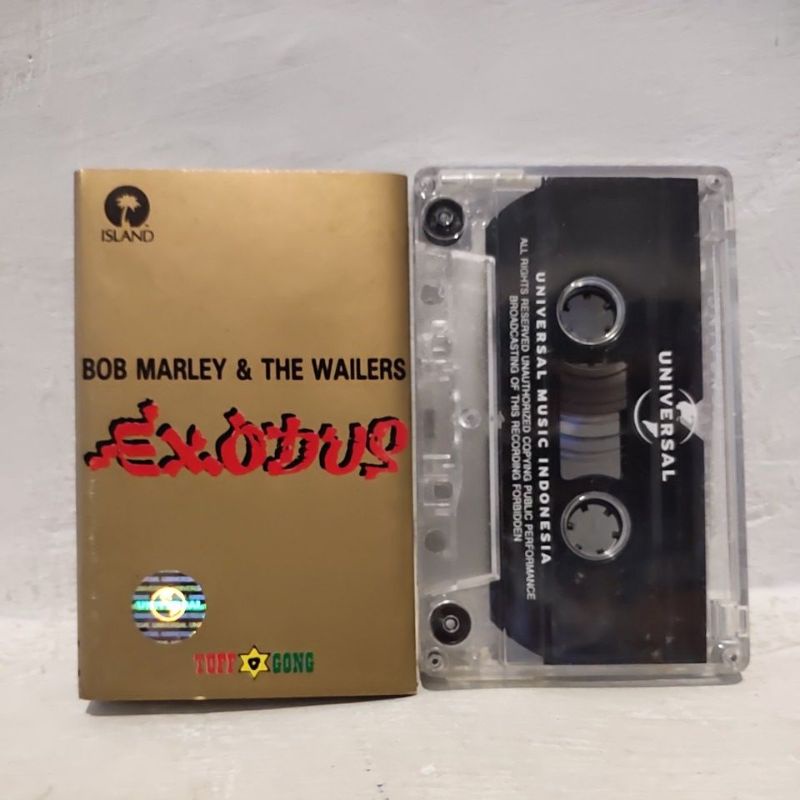 ISLAND
BOB MARLEY & THE WAILERS
EXODUS
UNIVERSAL
TUFF GONG
UNIVERSAL
UNIVERSAL MUSIC INDONESIA
ALL RIGHTS RESERVED UNAUTHORIZED COPYING PUBLIC PERFORMANCE
BROADCASTING OF THIS RECORDING FORBIDDEN